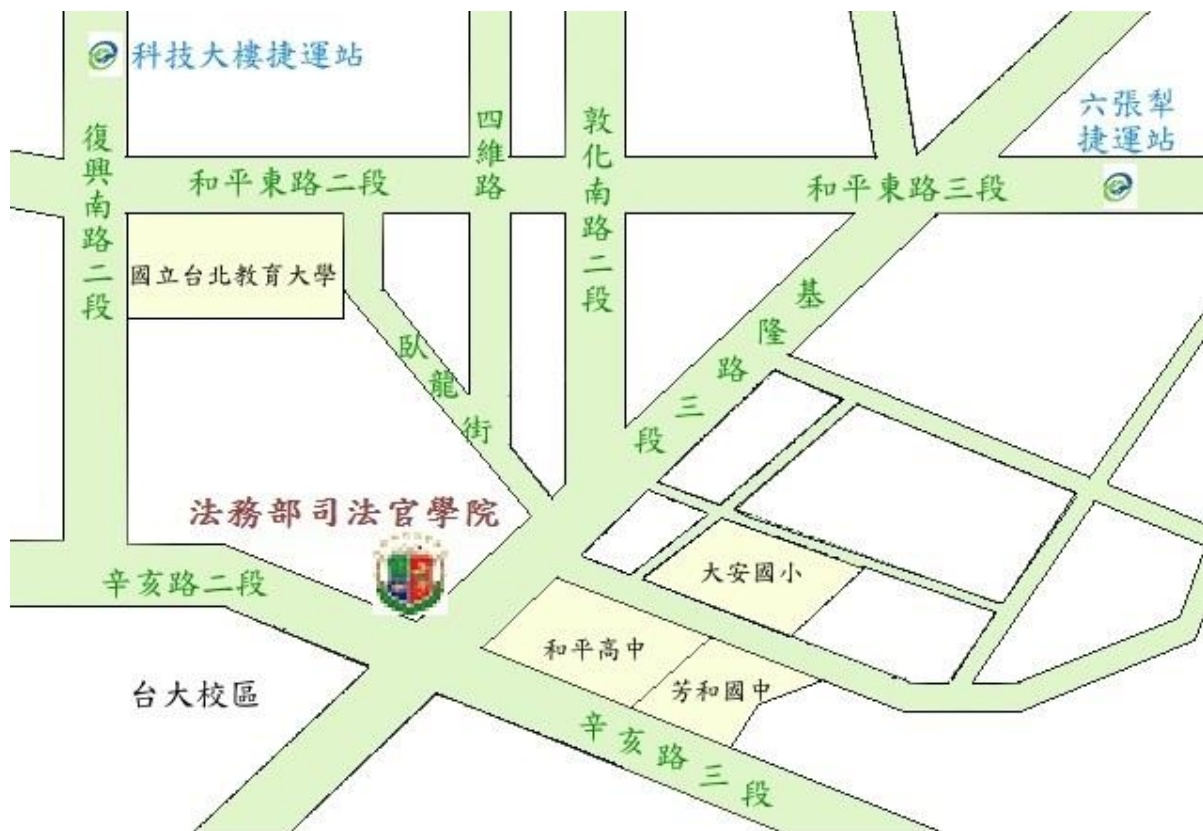 科技大樓捷運站
六張犁
捷運站
復興南路二段
四維路
敦化南路二段
和平東路二段
和平東路三段
國立台北教育大學
基隆路三段
臥龍街
法務部司法官學院
辛亥路二段
大安國小
和平高中
芳和國中
台大校區
辛亥路三段